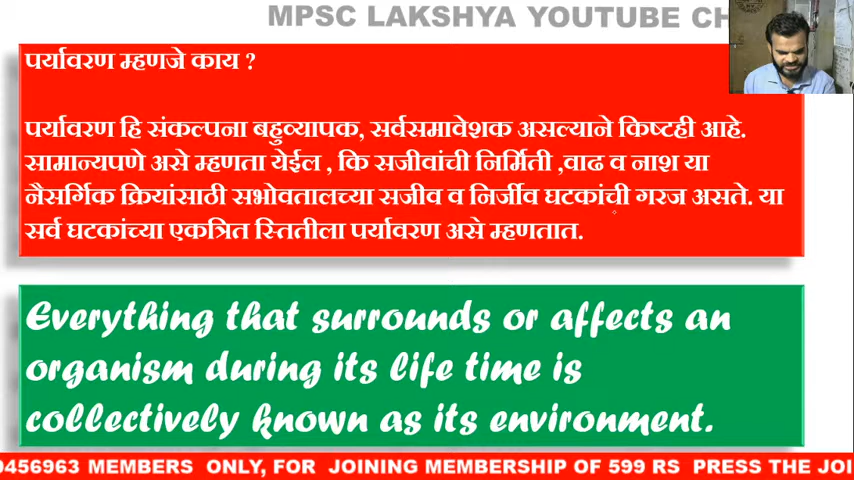 MPSC LAKSHYA YOUTUBE CH
पर्यावरण म्हणजे काय ?
पर्यावरण हि संकल्पना बहुव्यापक, सर्वसमावेशक असल्याने किष्टही आहे.
सामान्यपणे असे म्हणता येईल , कि सजीवांची निर्मिती ,वाढ व नाश या
नैसर्गिक क्रियांसाठी सभोवतालच्या सजीव व निर्जीव घटकांची गरज असते. या
सर्व घटकांच्या एकत्रित स्तितीला पर्यावरण असे म्हणतात.
Everything that surrounds or affects an
organism during its life time is
collectively known as its environment.
0456963 MEMBERS ONLY, FOR JOINING MEMBERSHIP OF 599 RS PRESS THE JOI